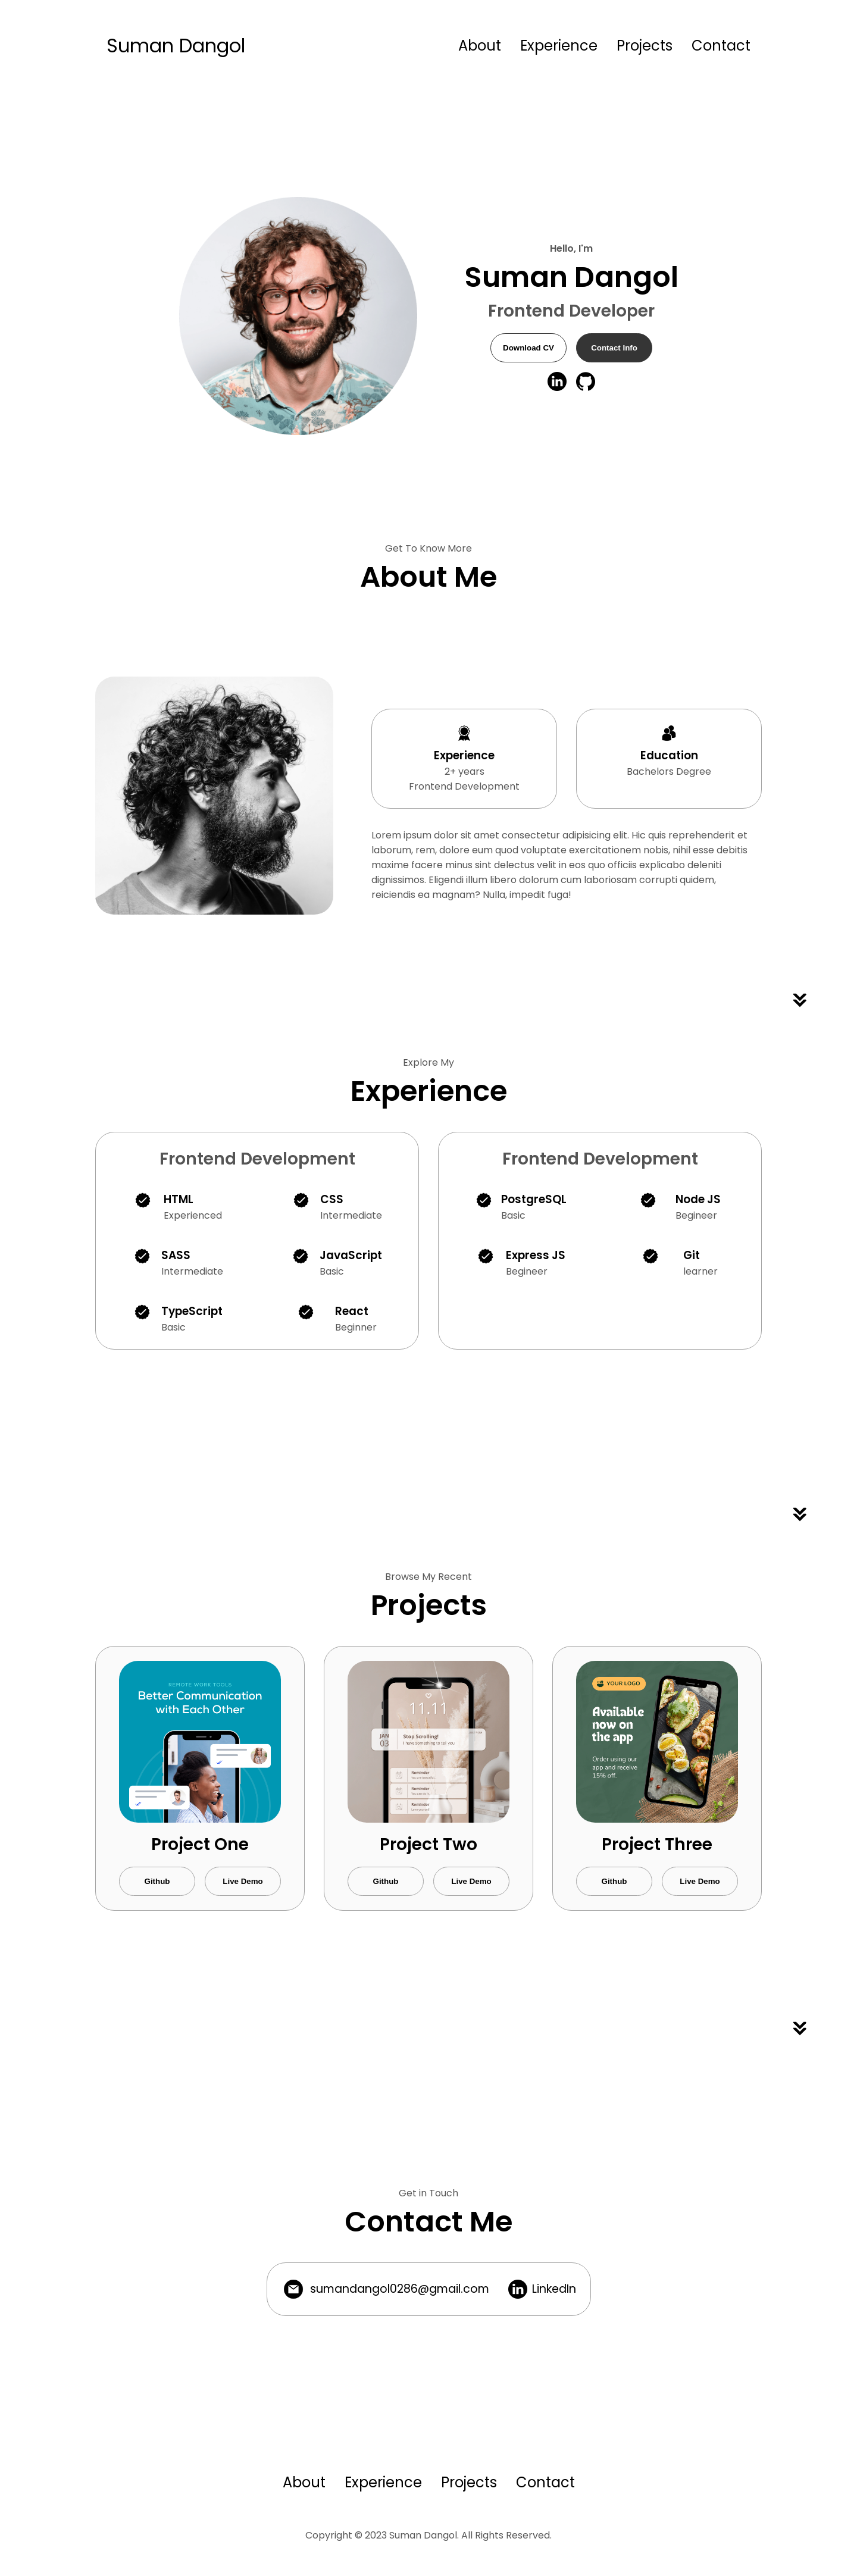 Suman Dangol
About Experience Projects Contact
Hello, I'm
Suman Dangol
Frontend Developer
Download CV Contact Info
Get To Know More
About Me
Experience
2+ years
Frontend Development
Education
Bachelors Degree
Lorem ipsum dolor sit amet consectetur adipisicing elit. Hic quis reprehenderit et
laborum, rem, dolore eum quod voluptate exercitationem nobis, nihil esse debitis
maxime facere minus sint delectus velit in eos quo officiis explicabo deleniti
dignissimos. Eligendi illum libero dolorum cum laboriosam corrupti quidem,
reiciendis ea magnam? Nulla, impedit fuga!
Explore My
Experience
Frontend Development
HTML
Experienced
CSS
Intermediate
SASS
Intermediate
JavaScript
Basic
TypeScript
Basic
React
Beginner
Frontend Development
PostgreSQL
Basic
Node JS
Begineer
Express JS
Begineer
Git
learner
Browse My Recent
Projects
REMOTE WORK TOOLS
Better Communication
with Each Other
Project One
Github Live Demo
11.11
JAN
03
Stop Scrolling!
I have something to tell you
Reminder
Reminder
Reminder
Project Two
Github Live Demo
YOUR LOGO
Available
now on
the app
Order using our
app and receive
15% off.
Project Three
Github Live Demo
Get in Touch
Contact Me
sumandangol0286@gmail.com LinkedIn
About Experience Projects Contact
Copyright © 2023 Suman Dangol. All Rights Reserved.